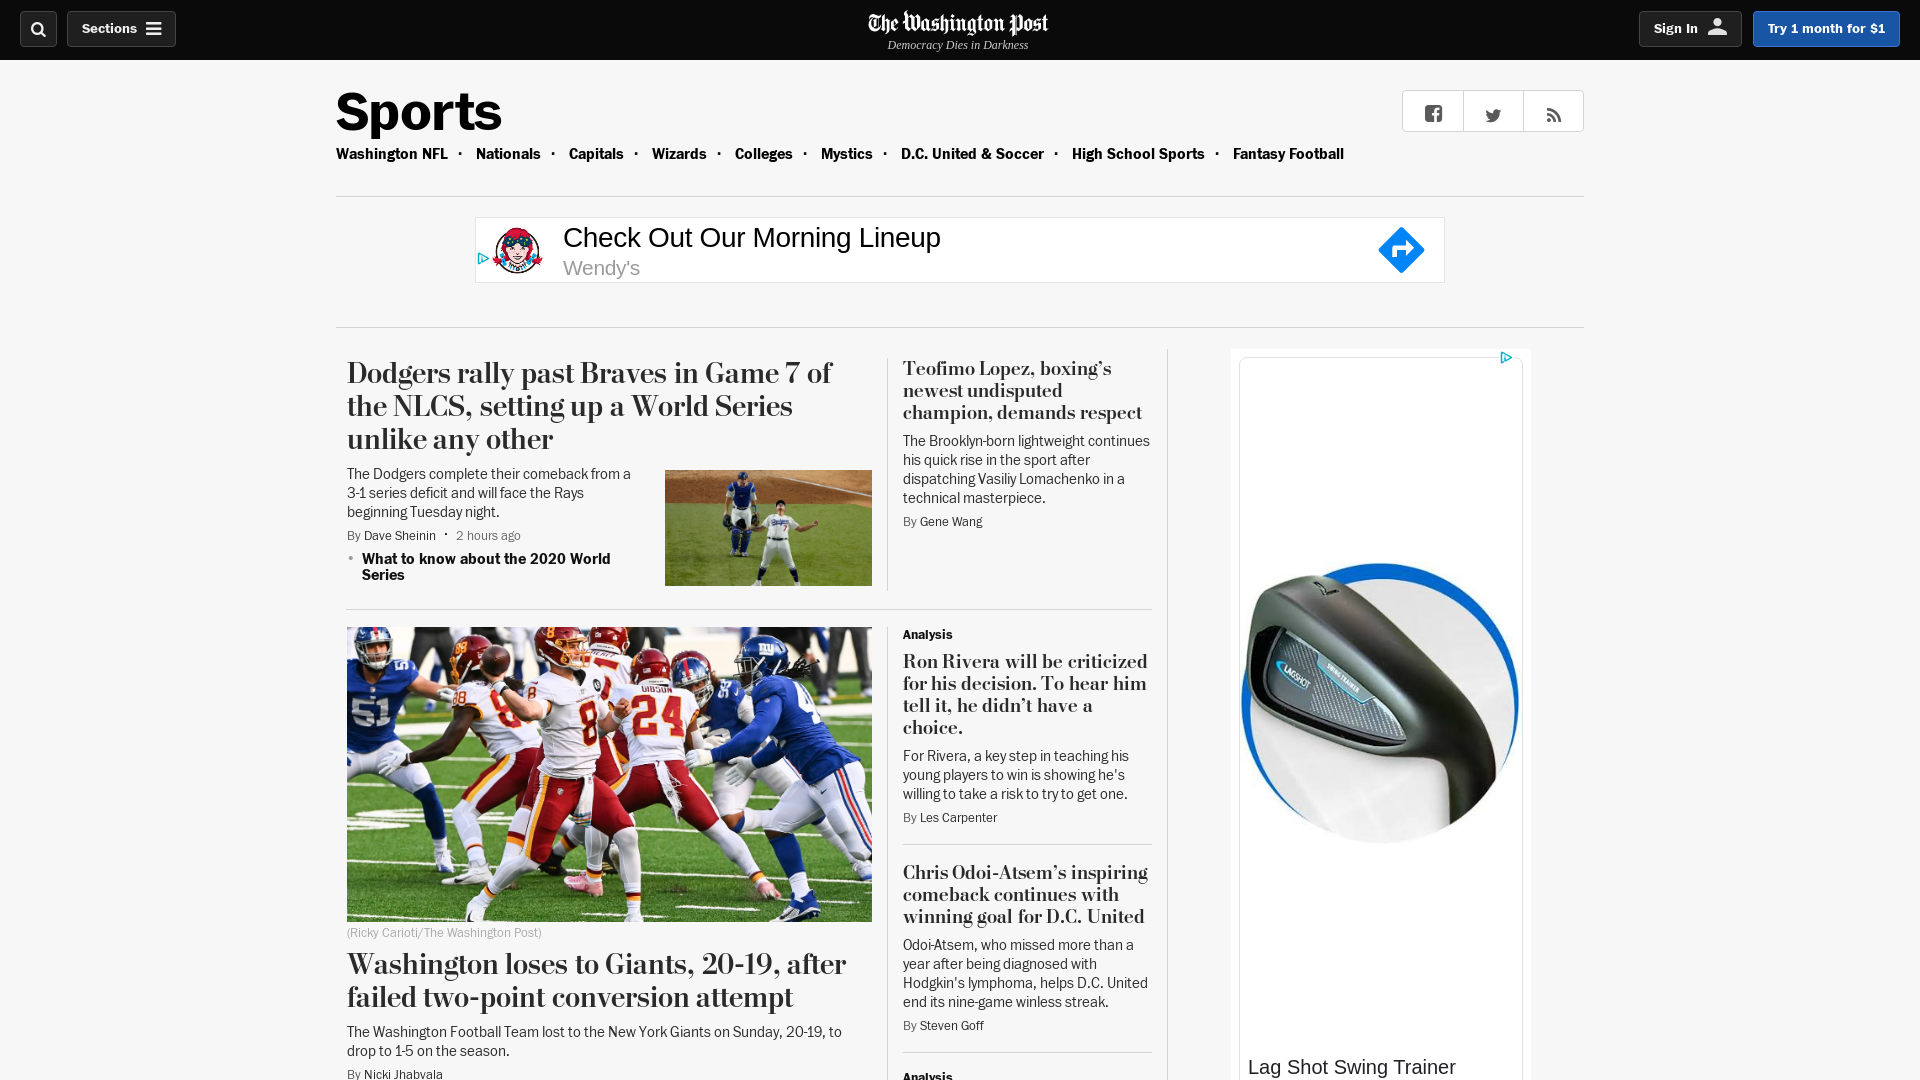 Sections
The Washington Post
Democracy Dies in Darkness
Sign In
Try 1 month for $1
Sports
Washington NFL · Nationals · Capitals · Wizards · Colleges · Mystics · D.C. United & Soccer · High School Sports · Fantasy Football
Check Out Our Morning Lineup
Wendy's
Dodgers rally past Braves in Game 7 of
the NLCS, setting up a World Series
unlike any other
The Dodgers complete their comeback from a
3-1 series deficit and will face the Rays
beginning Tuesday night.
By Dave Sheinin · 2 hours ago
• What to know about the 2020 World
Series
Teofimo Lopez, boxing’s
newest undisputed
champion, demands respect
The Brooklyn-born lightweight continues
his quick rise in the sport after
dispatching Vasiliy Lomachenko in a
technical masterpiece.
By Gene Wang
51
8
8
GIBSON
24
NY
(Ricky Carioti/The Washington Post)
Washington loses to Giants, 20-19, after
failed two-point conversion attempt
The Washington Football Team lost to the New York Giants on Sunday, 20-19, to
drop to 1-5 on the season.
By Nicki Jhabvala
Analysis
Ron Rivera will be criticized
for his decision. To hear him
tell it, he didn’t have a
choice.
For Rivera, a key step in teaching his
young players to win is showing he's
willing to take a risk to try to get one.
By Les Carpenter
Chris Odoi-Atsem’s inspiring
comeback continues with
winning goal for D.C. United
Odoi-Atsem, who missed more than a
year after being diagnosed with
Hodgkin's lymphoma, helps D.C. United
end its nine-game winless streak.
By Steven Goff
Analysis
7
LAGSHOT
SWING TRAINER
Lag Shot Swing Trainer